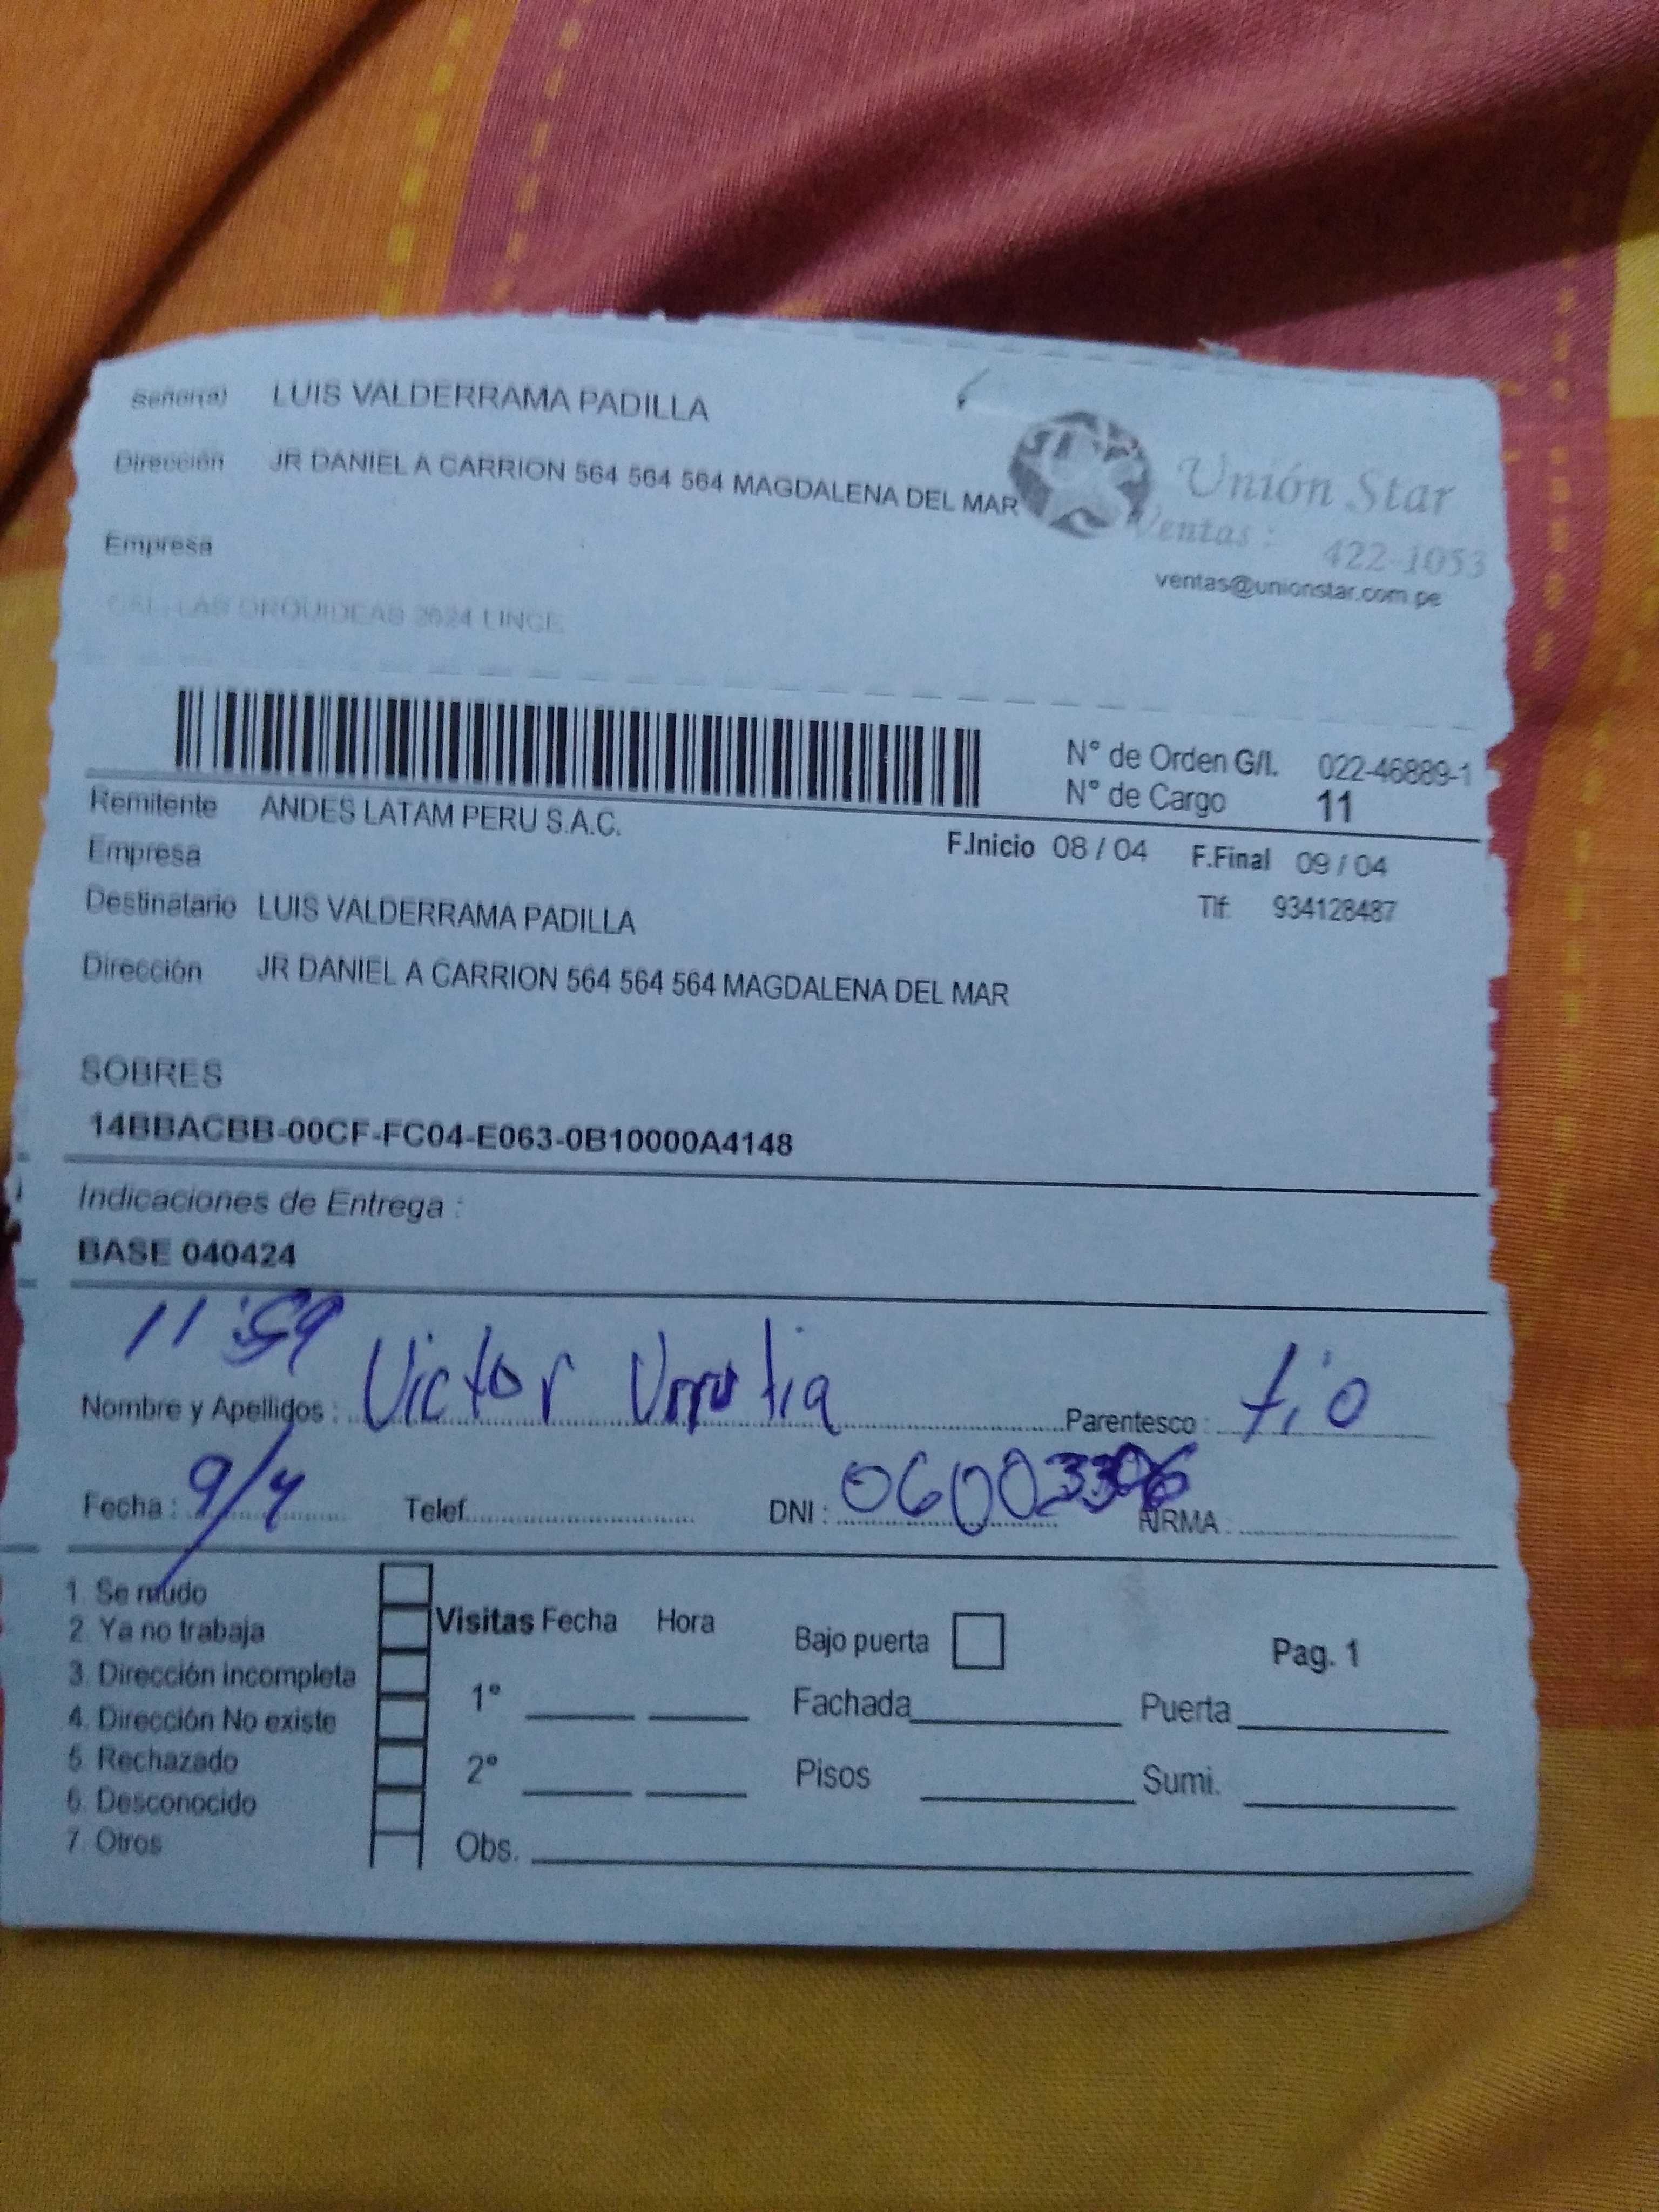 Señor(a) LUIS VALDERRAMA PADILLA
Dirección JR DANIEL A CARRION 564 564 564 MAGDALENA DEL MAR
Unión Star
Ventas : 422-1053
ventas@unionstar.com.pe
Empresa
CAL. LAS ORQUIDEAS 2624 LINCE
N° de Orden G/I. 022-46889-1
N° de Cargo 11
Remitente ANDES LATAM PERU S.A.C.
Empresa F.Inicio 08 / 04 F.Final 09 / 04
Destinatario LUIS VALDERRAMA PADILLA Tlf: 934128487
Dirección JR DANIEL A CARRION 564 564 564 MAGDALENA DEL MAR
SOBRES
14BBACBB-00CF-FC04-E063-0B10000A4148
Indicaciones de Entrega :
BASE 040424
11:59
Nombre y Apellidos : Victor Urrutia Parentesco : tio
Fecha : 9/4 Telef. DNI : FIRMA :
1. Se mudo
2. Ya no trabaja
3. Dirección incompleta
4. Dirección No existe
5. Rechazado
6. Desconocido
7. Otros
Visitas Fecha Hora
1°
2°
Obs.
Bajo puerta Pag. 1
Fachada Puerta
Pisos Sumi.